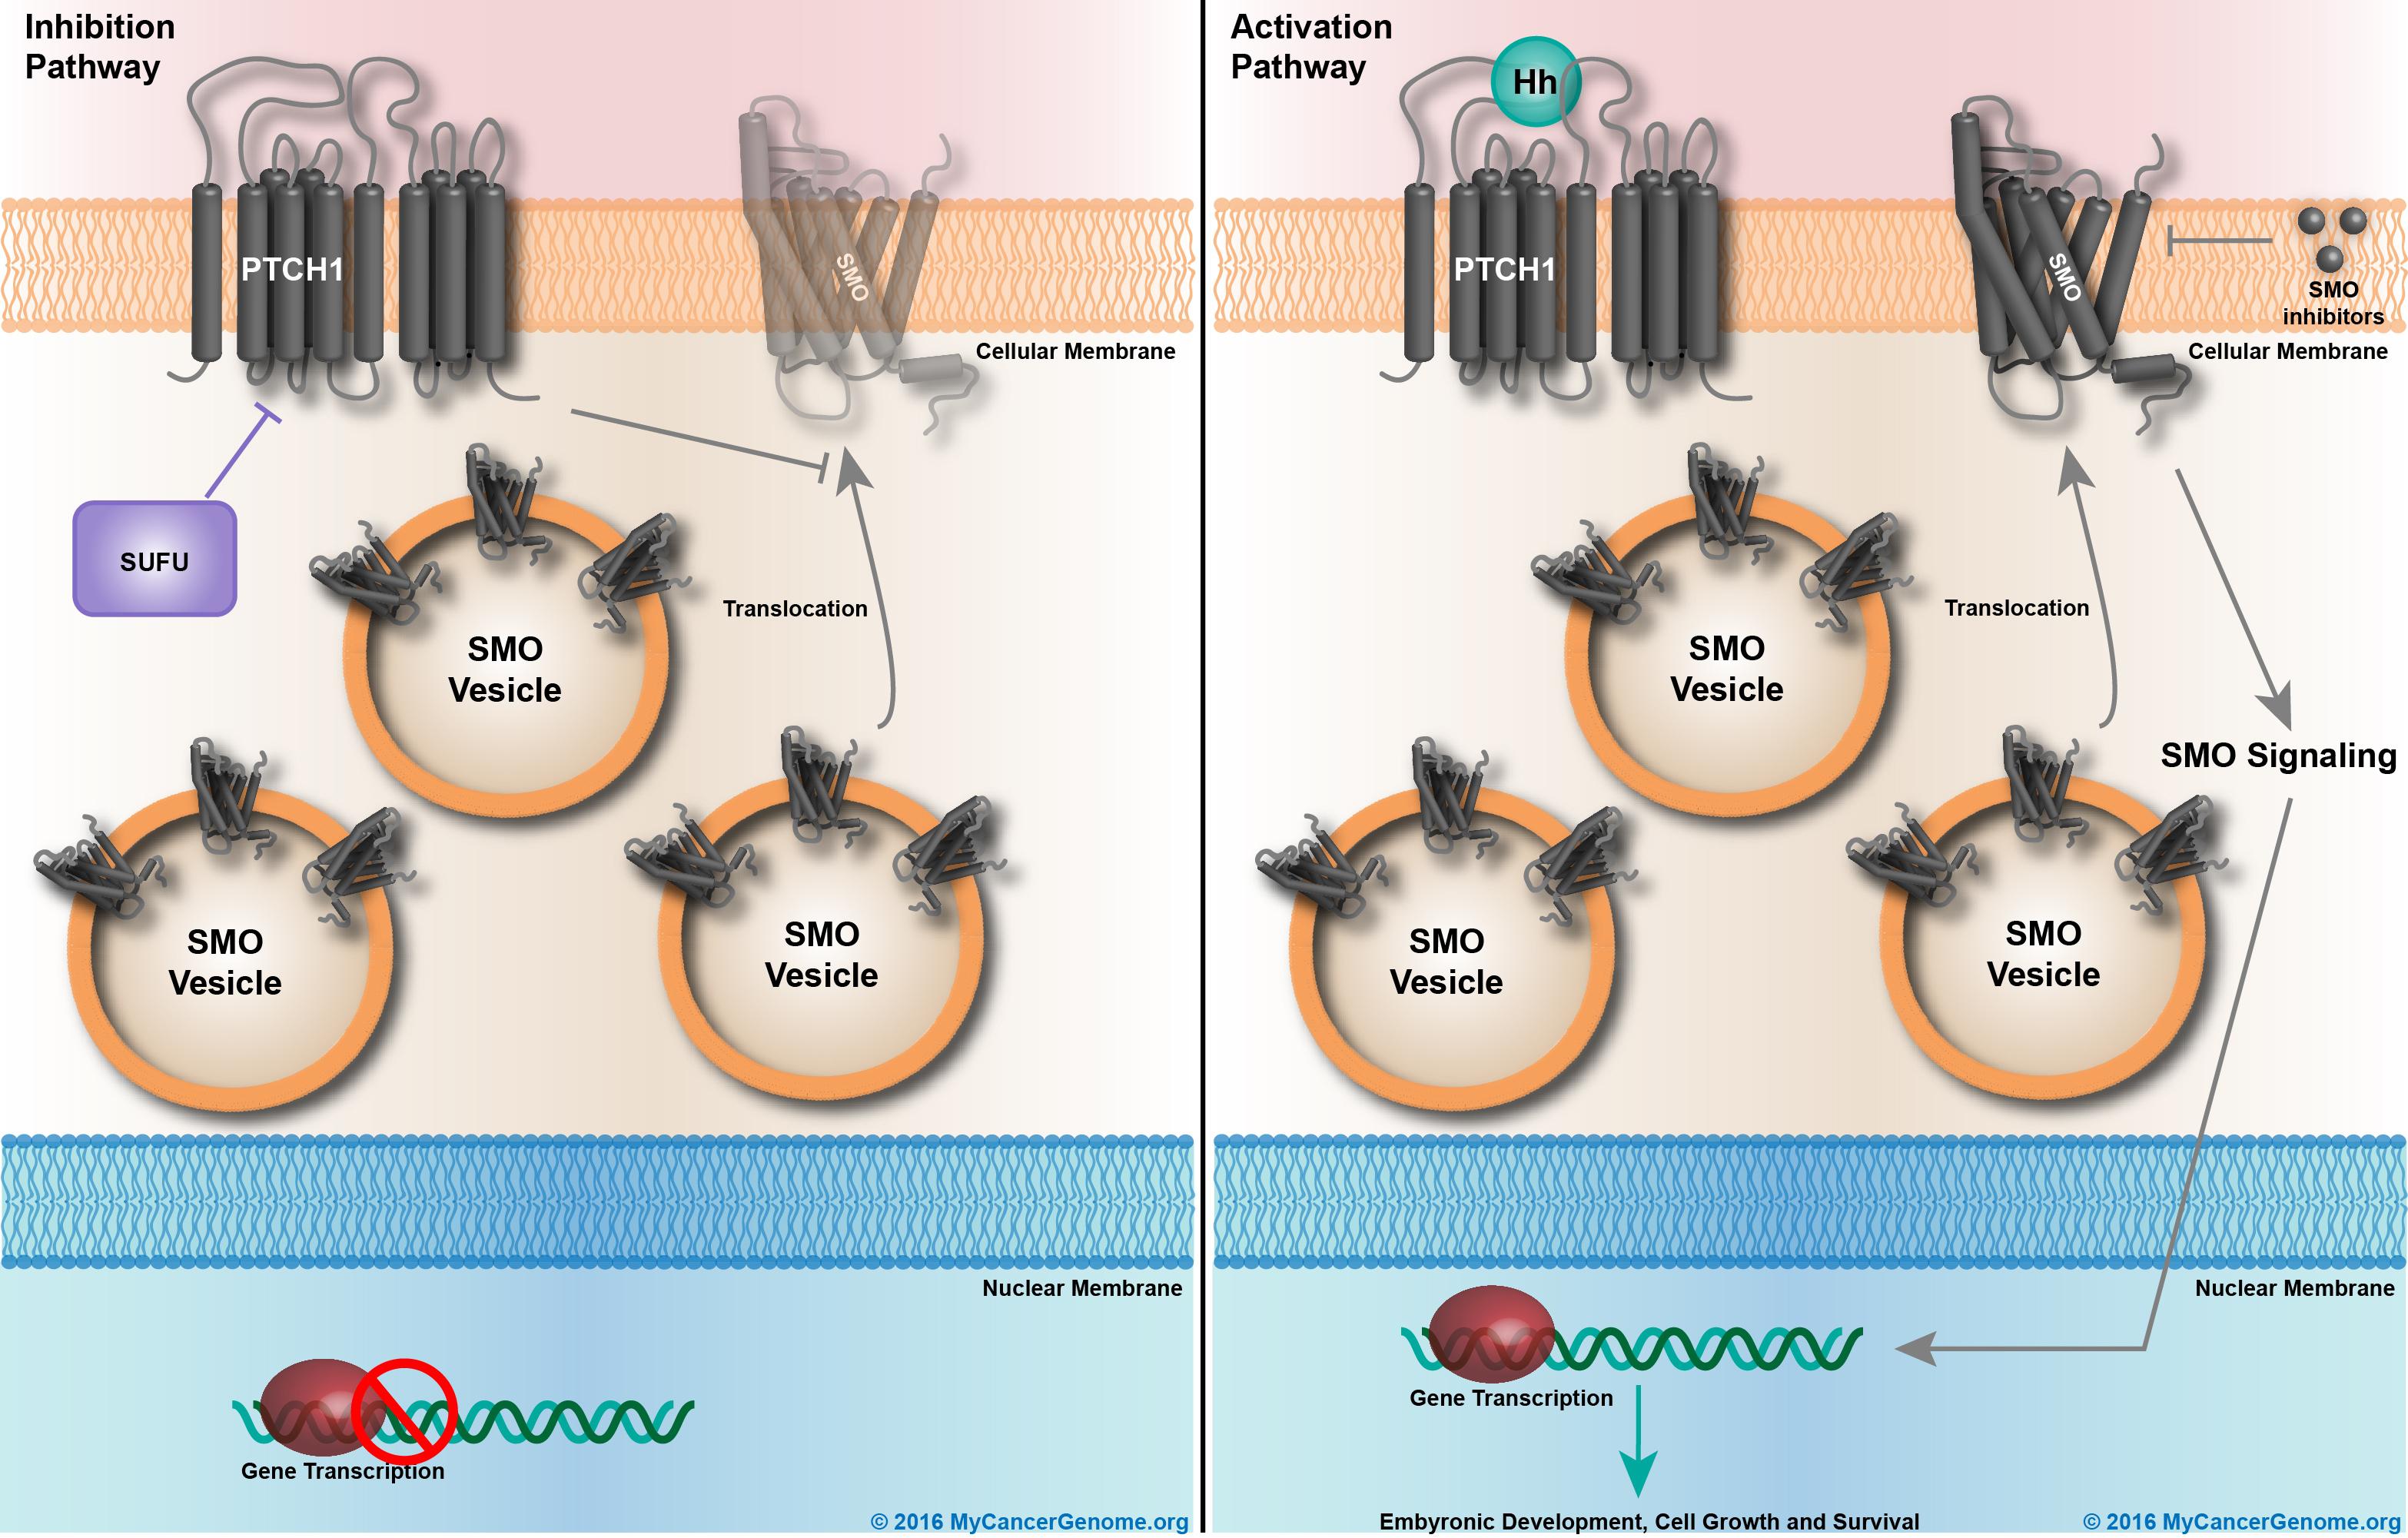 Inhibition
Pathway
PTCH1
SMO
Cellular Membrane
SUFU
Translocation
SMO
Vesicle
SMO
Vesicle
SMO
Vesicle
Nuclear Membrane
Gene Transcription
© 2016 MyCancerGenome.org
Activation
Pathway
Hh
PTCH1
SMO
SMO
inhibitors
Cellular Membrane
Translocation
SMO
Vesicle
SMO Signaling
SMO
Vesicle
SMO
Vesicle
Nuclear Membrane
Gene Transcription
Embyronic Development, Cell Growth and Survival
© 2016 MyCancerGenome.org